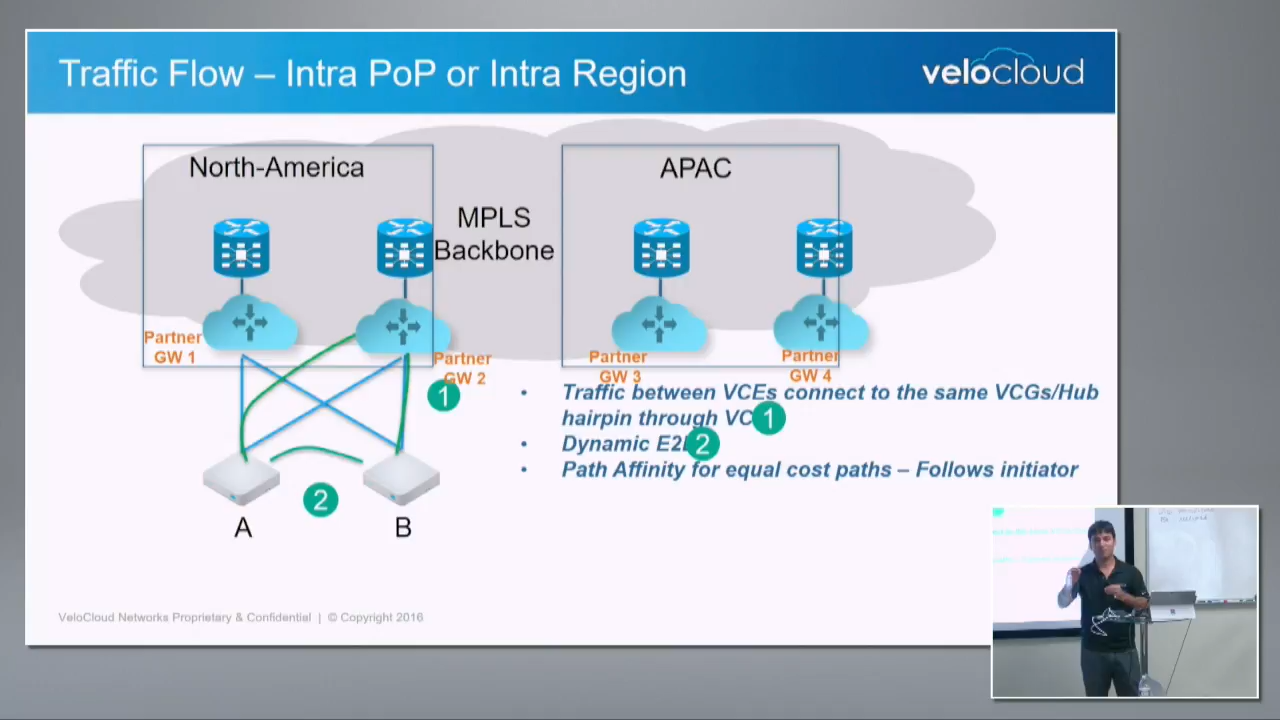 Traffic Flow – Intra PoP or Intra Region
velocloud
North-America
APAC
MPLS
Backbone
Partner
GW 1
Partner
GW 2
Partner
GW 3
Partner
GW 4
1
• Traffic between VCEs connect to the same VCGs/Hub
hairpin through VC 1
• Dynamic E2 2
• Path Affinity for equal cost paths – Follows initiator
2
A
B
VeloCloud Networks Proprietary & Confidential | © Copyright 2016